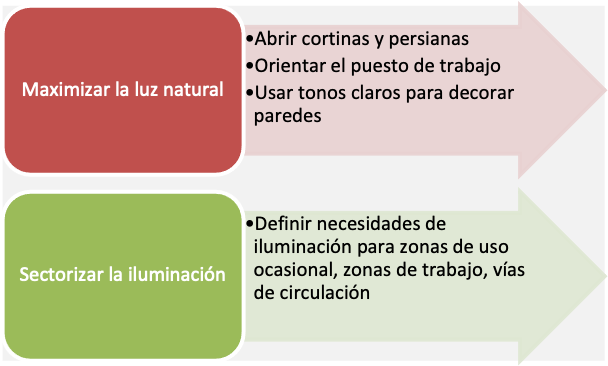 Maximizar la luz natural
•Abrir cortinas y persianas
•Orientar el puesto de trabajo
•Usar tonos claros para decorar
paredes
Sectorizar la iluminación
•Definir necesidades de
iluminación para zonas de uso
ocasional, zonas de trabajo, vías
de circulación